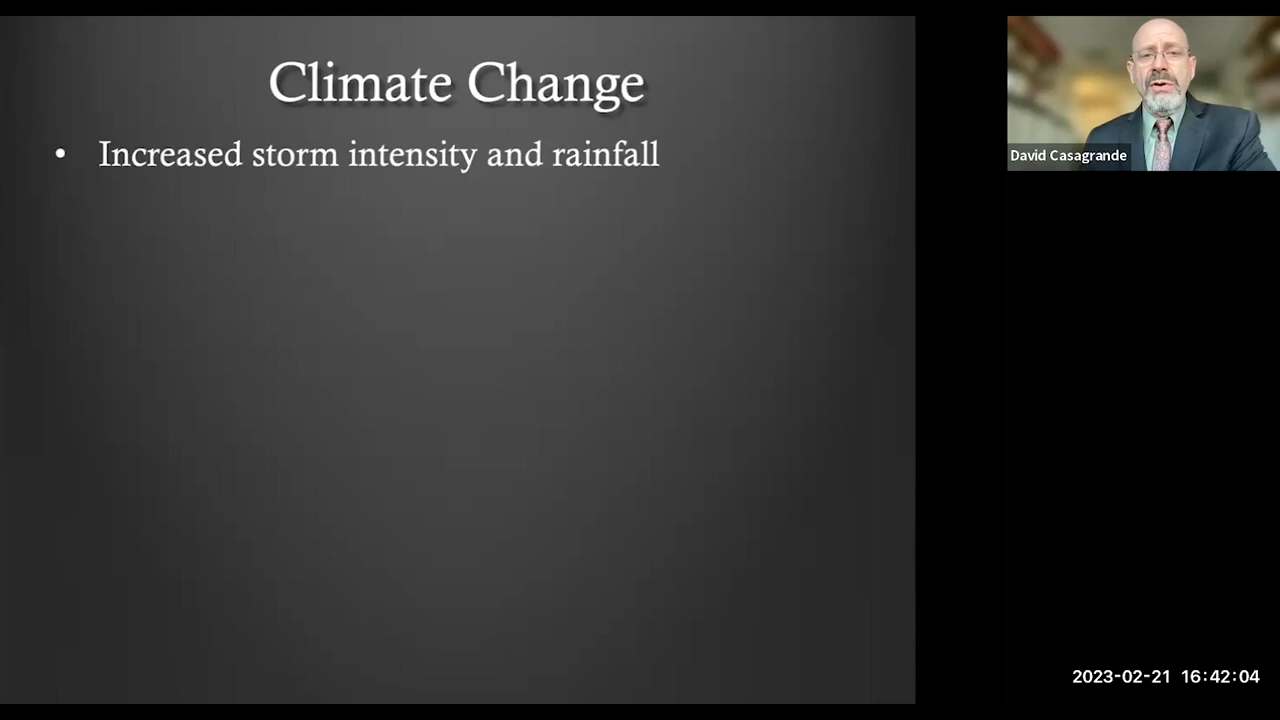 Climate Change
• Increased storm intensity and rainfall
David Casagrande
2023-02-21 16:42:04